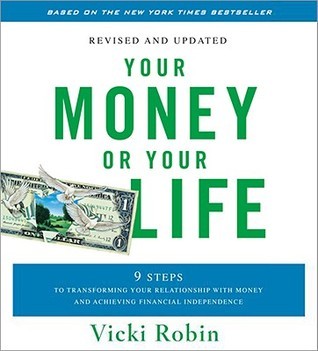 BASED ON THE NEW YORK TIMES BESTSELLER
REVISED AND UPDATED
YOUR
MONEY
OR YOUR
LIFE
1
9 STEPS
TO TRANSFORMING YOUR RELATIONSHIP WITH MONEY
AND ACHIEVING FINANCIAL INDEPENDENCE
Vicki Robin